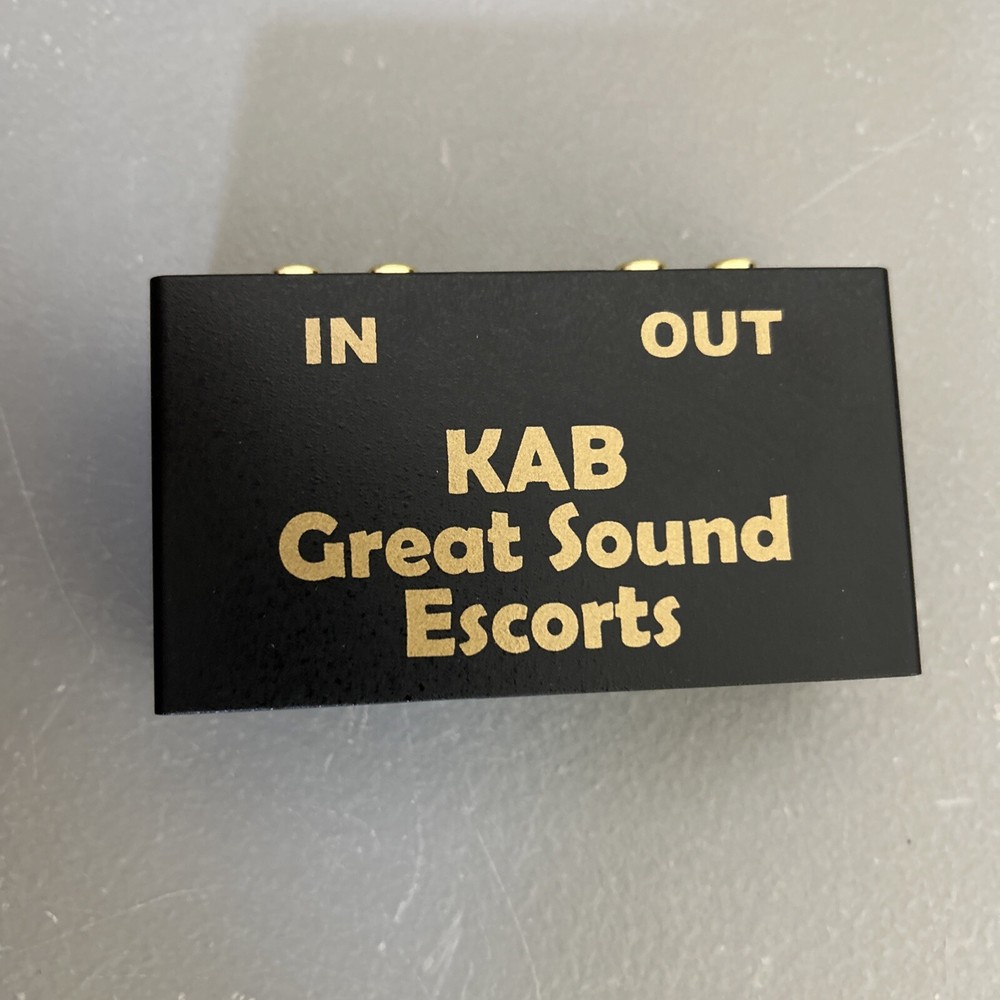 IN OUT
KAB
Great Sound
Escorts